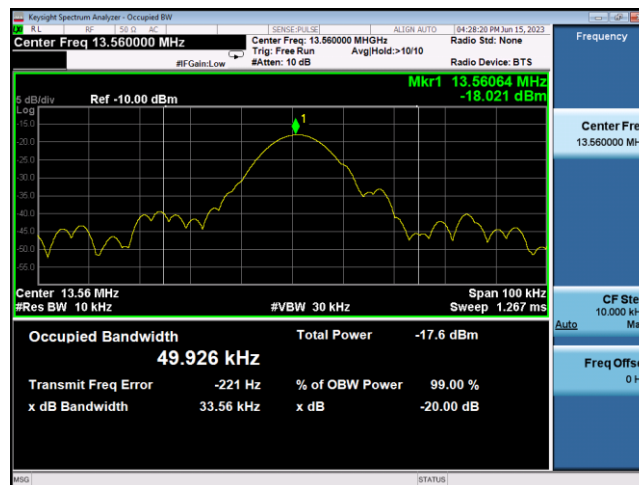 Keysight Spectrum Analyzer - Occupied BW
RL RF 50 Ω AC SENSE:PULSE ALIGN AUTO 04:28:20 PM Jun 15, 2023
Center Freq 13.560000 MHz
Center Freq: 13.560000 MHGHz Radio Std: None
Trig: Free Run Avg|Hold:>10/10
#IFGain:Low #Atten: 10 dB Radio Device: BTS
Mkr1 13.56064 MHz
-18.021 dBm
5 dB/div Ref -10.00 dBm
Log
1
-15.0
-20.0
-25.0
-30.0
-35.0
-40.0
-45.0
-50.0
-55.0
Center 13.56 MHz Span 100 kHz
#Res BW 10 kHz #VBW 30 kHz Sweep 1.267 ms
Occupied Bandwidth Total Power -17.6 dBm
49.926 kHz
Transmit Freq Error -221 Hz % of OBW Power 99.00 %
x dB Bandwidth 33.56 kHz x dB -20.00 dB
MSG STATUS
Frequency
Center Fre
13.560000 MH
CF Ste
10.000 kH
Auto Ma
Freq Offs
0 H